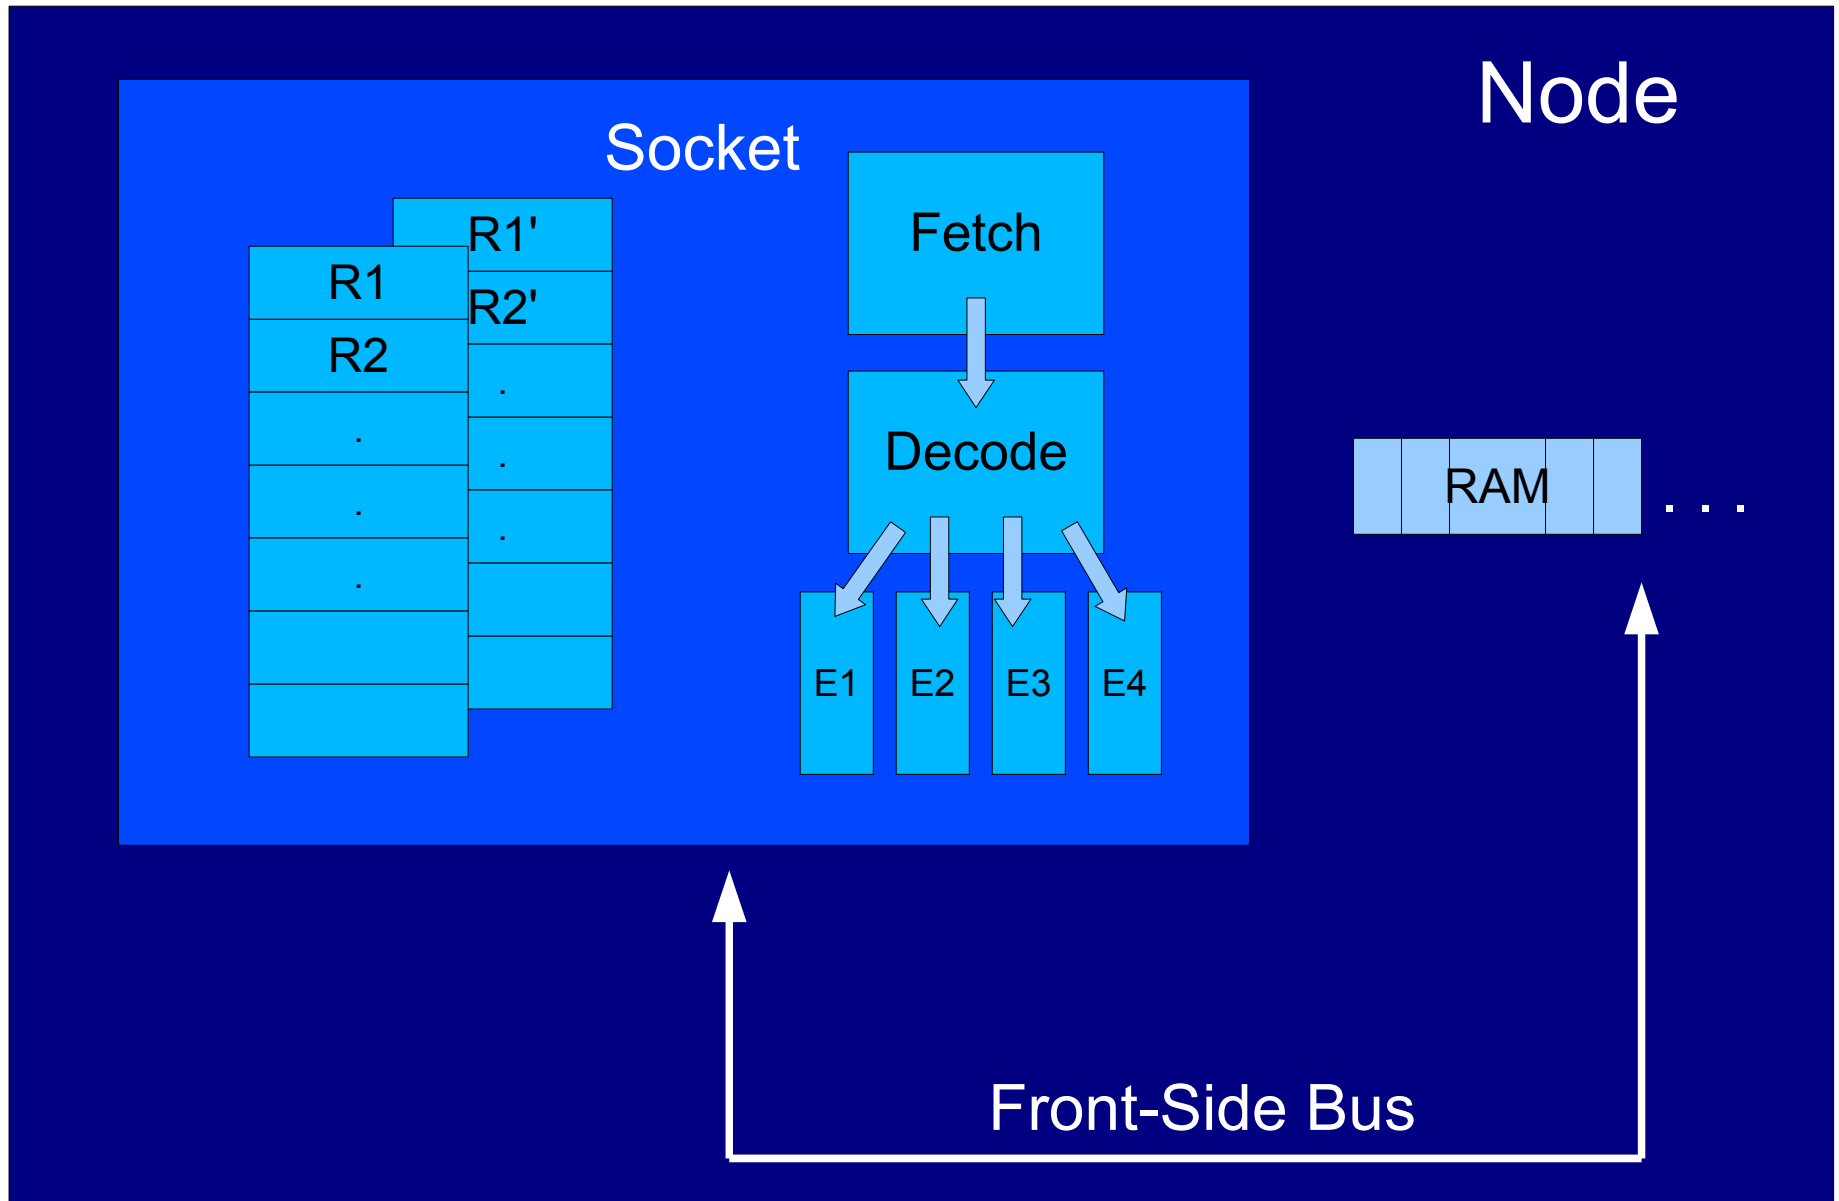 Node
Socket
Fetch
R1'
R1
R2'
R2
.
.
.
.
.
.
Decode
RAM
. . .
E1
E2
E3
E4
Front-Side Bus